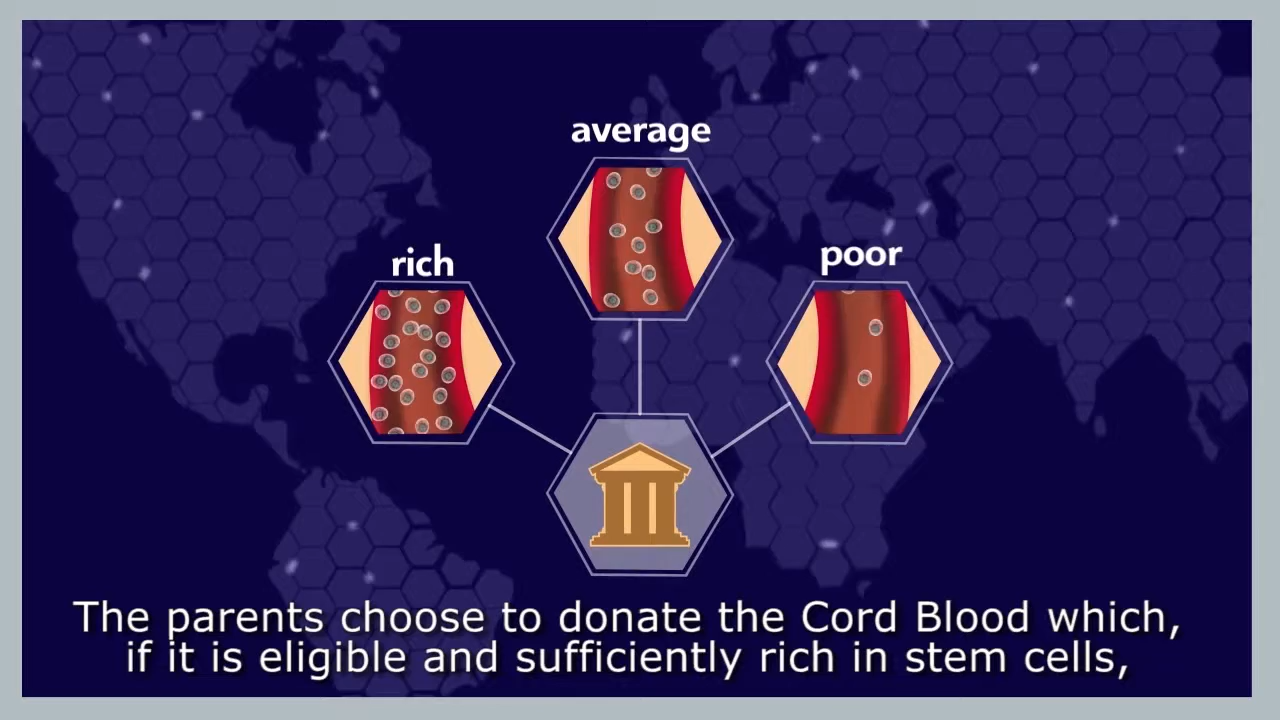 average
rich
poor
The parents choose to donate the Cord Blood which,
if it is eligible and sufficiently rich in stem cells,